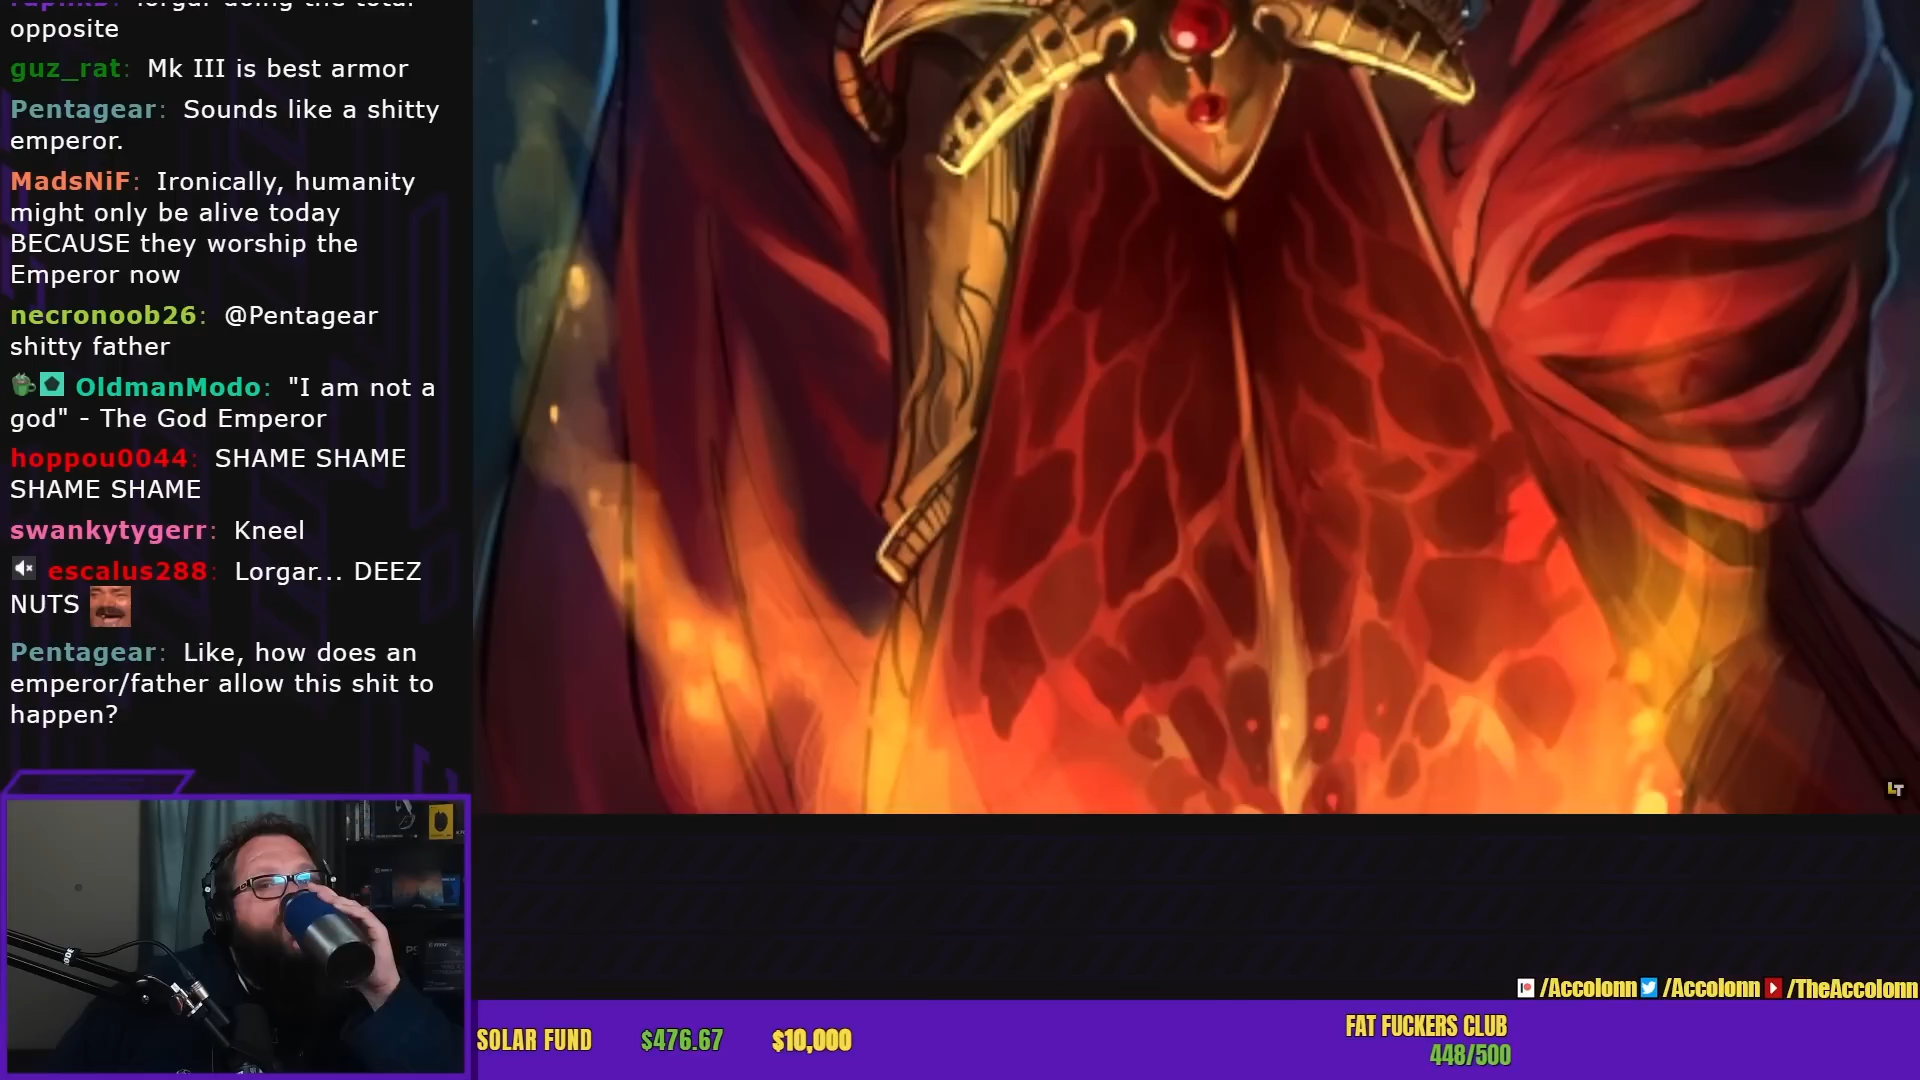 opposite
guz_rat: Mk III is best armor
Pentagear: Sounds like a shitty
emperor.
MadsNiF: Ironically, humanity
might only be alive today
BECAUSE they worship the
Emperor now
necronoob26: @Pentagear
shitty father
OldmanModo: "I am not a
god" - The God Emperor
hoppou0044: SHAME SHAME
SHAME SHAME
swankytygerr: Kneel
escalus288: Lorgar... DEEZ
NUTS
Pentagear: Like, how does an
emperor/father allow this shit to
happen?
LT
/Accolonn /Accolonn /TheAccolonn
SOLAR FUND $476.67 $10,000
FAT FUCKERS CLUB
448/500